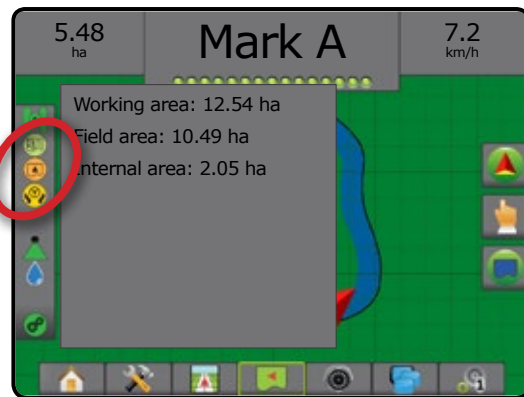 5.48
ha
Mark A
7.2
km/h
Working area: 12.54 ha
Field area: 10.49 ha
Internal area: 2.05 ha
1